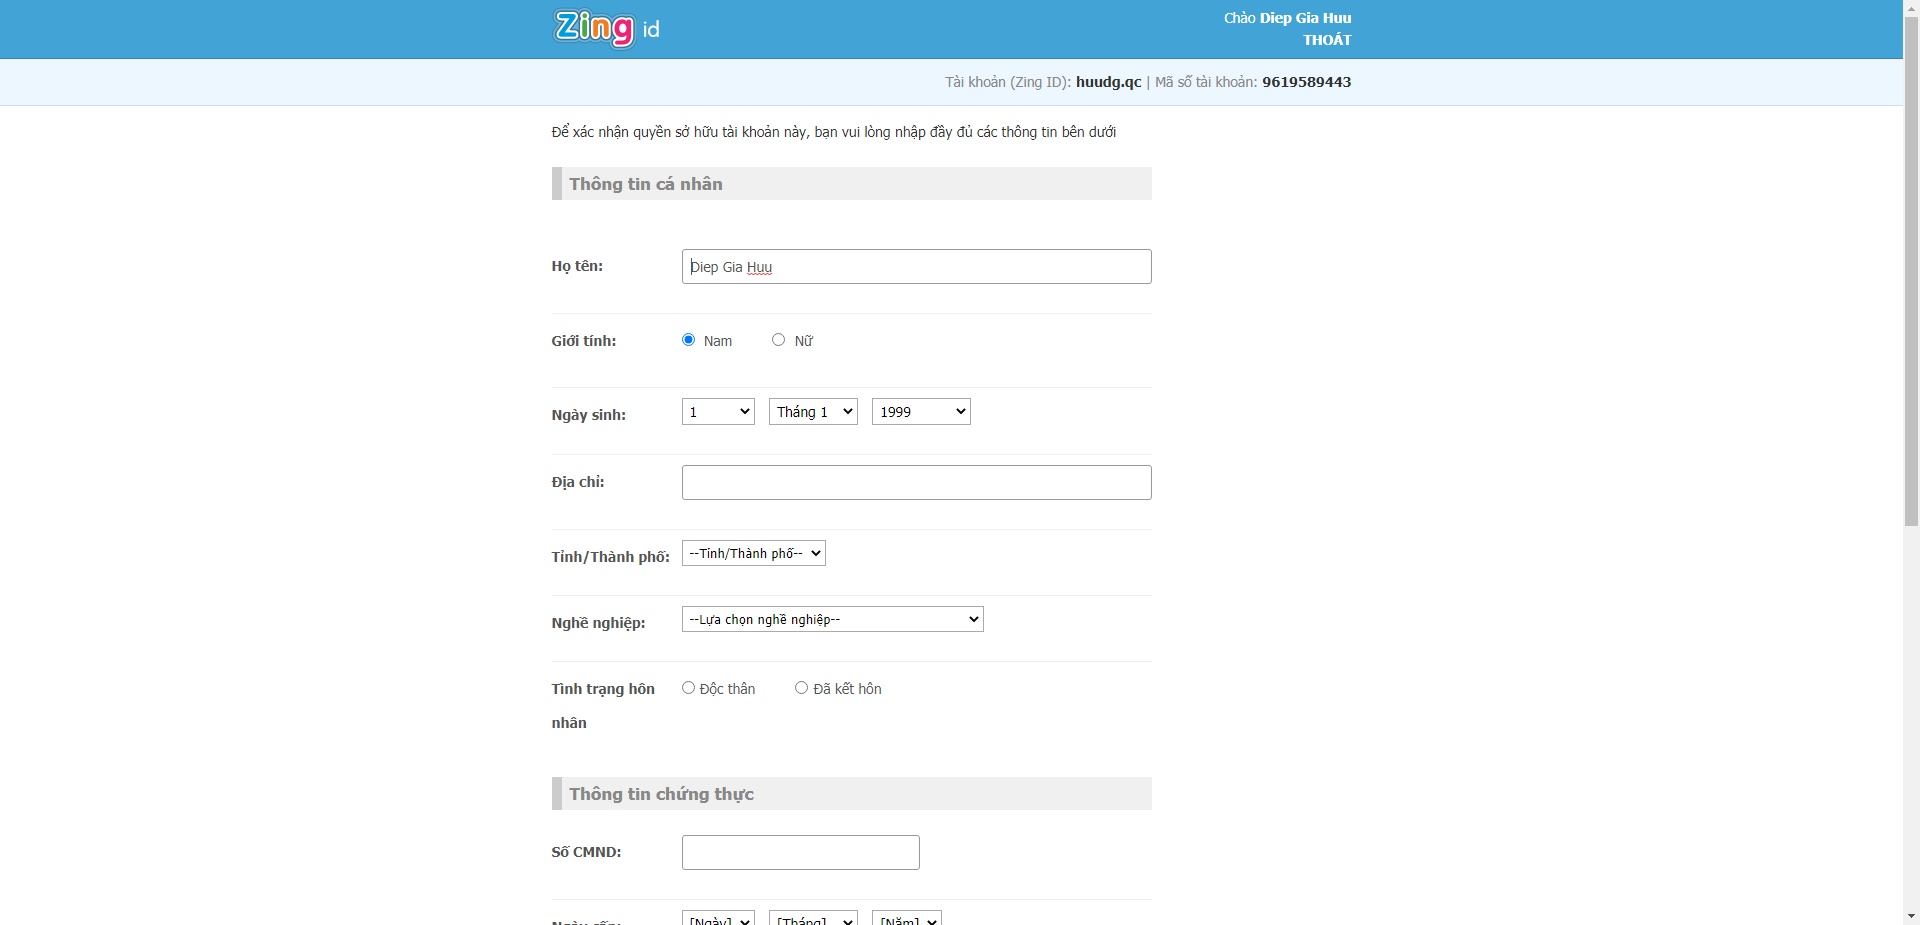 Zing id
Chào Diep Gia Huu
THOÁT
Tài khoản (Zing ID): huudg.qc | Mã số tài khoản: 9619589443
Để xác nhận quyền sở hữu tài khoản này, bạn vui lòng nhập đầy đủ các thông tin bên dưới
Thông tin cá nhân
Họ tên: Diep Gia Huu
Giới tính: Nam Nữ
Ngày sinh: 1 Tháng 1 1999
Địa chỉ:
Tỉnh/Thành phố: --Tỉnh/Thành phố--
Nghề nghiệp: --Lựa chọn nghề nghiệp--
Tình trạng hôn Độc thân Đã kết hôn
nhân
Thông tin chứng thực
Số CMND:
Ngày cấp: [Ngày] [Tháng] [Năm]